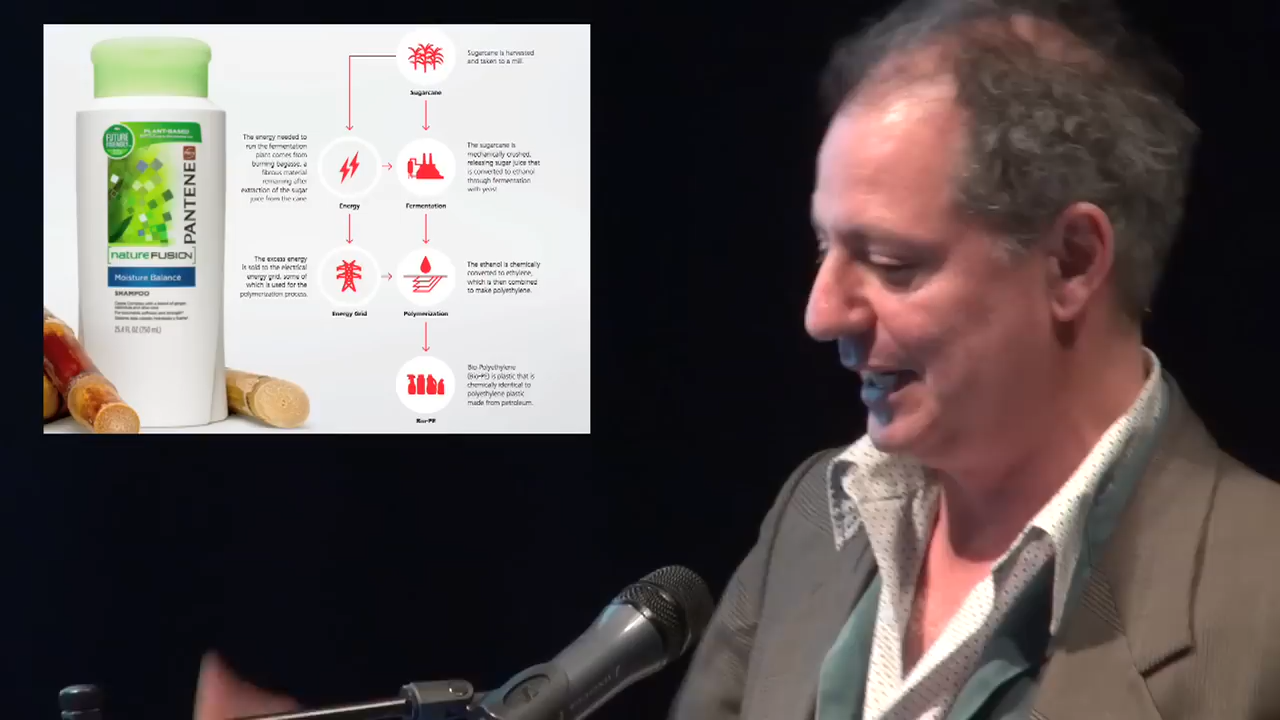 Sugarcane is harvested
and taken to a mill.
Sugarcane
The energy needed to
run the fermentation
plant comes from
burning bagasse, a
fibrous material
remaining after
extraction of the sugar
juice from the cane
Energy
The sugarcane is
mechanically crushed,
releasing sugar juice that
is converted to ethanol
through fermentation
with yeast.
Fermentation
The excess energy
is sold to the electrical
energy grid, some of
which is used for the
polymerization process.
Energy Grid
The ethanol is chemically
converted to ethylene,
which is then combined
to make polyethylene.
Polymerization
Bio-Polyethylene
(Bio-PE) is plastic that is
chemically identical to
polyethylene plastic
made from petroleum.
Bio-PE
FUTURE
FRIENDLY
PLANT-BASED
PANTENE
natureFUSION
Moisture Balance
SHAMPOO
25.4 FL OZ (750 mL)